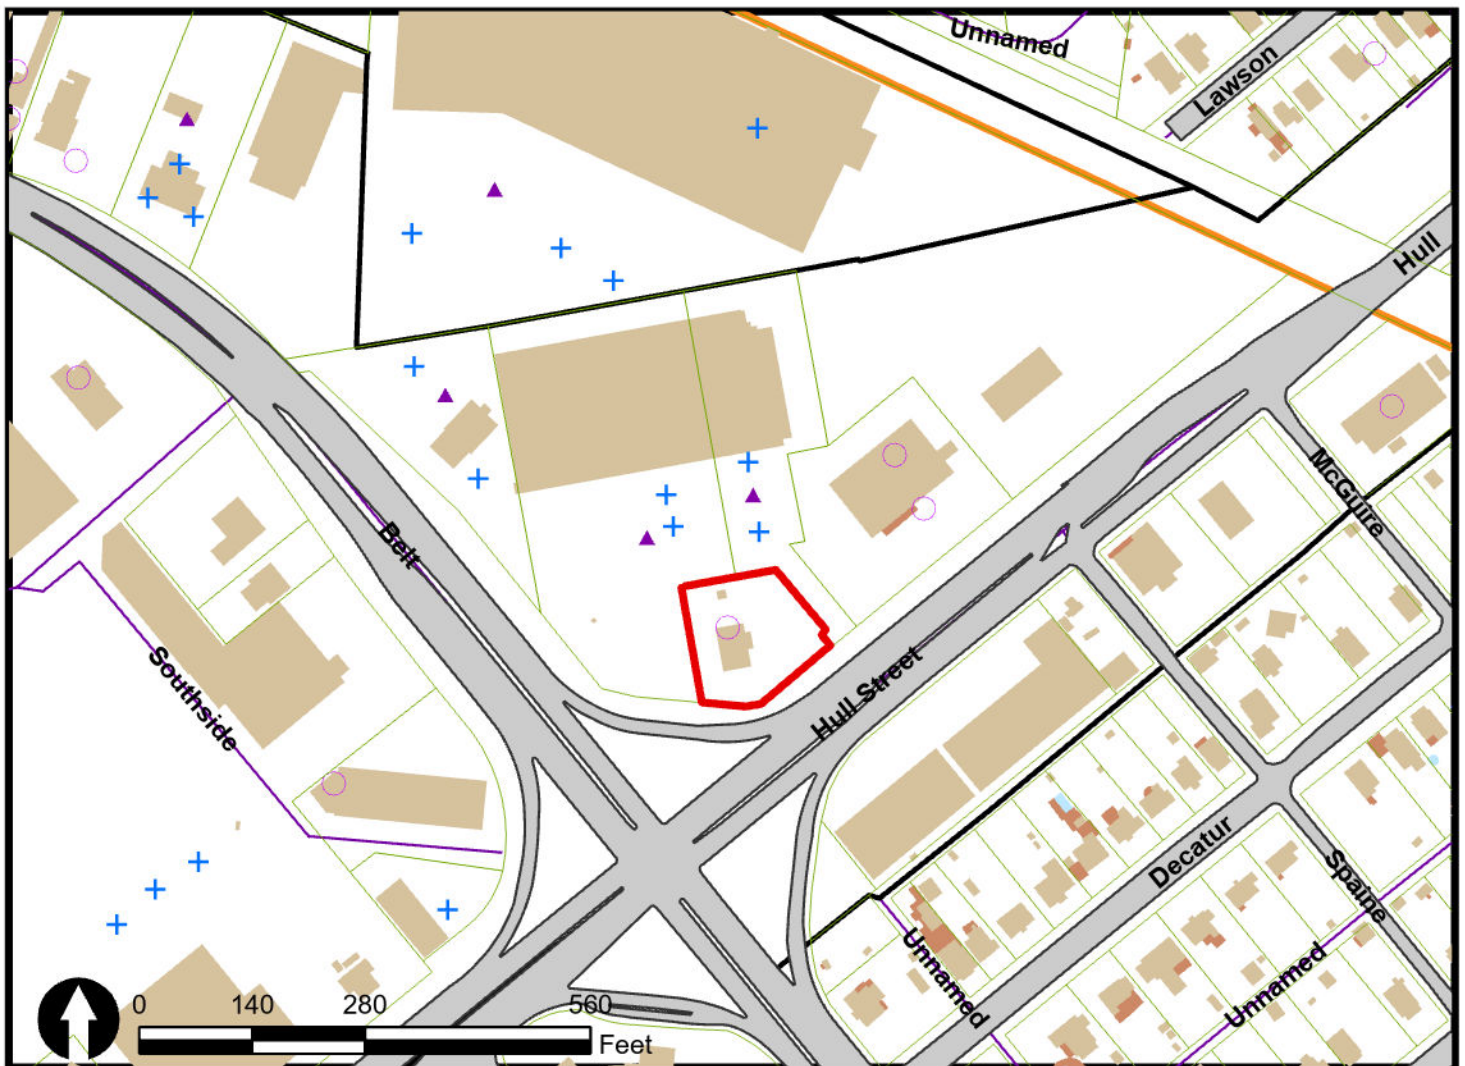 Unnamed
Lawson
Hull
McGuire
Belt
Southside
Hull Street
Decatur
Spaine
Unnamed
Unnamed
0 140 280 560
Feet